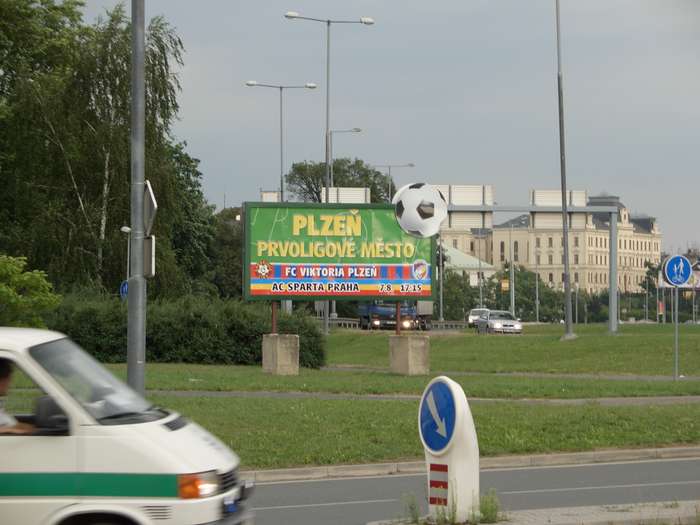 PLZEŇ
PRVOLIGOVÉ MĚSTO
FC VIKTORIA PLZEŇ
AC SPARTA PRAHA 7.8. 17:15